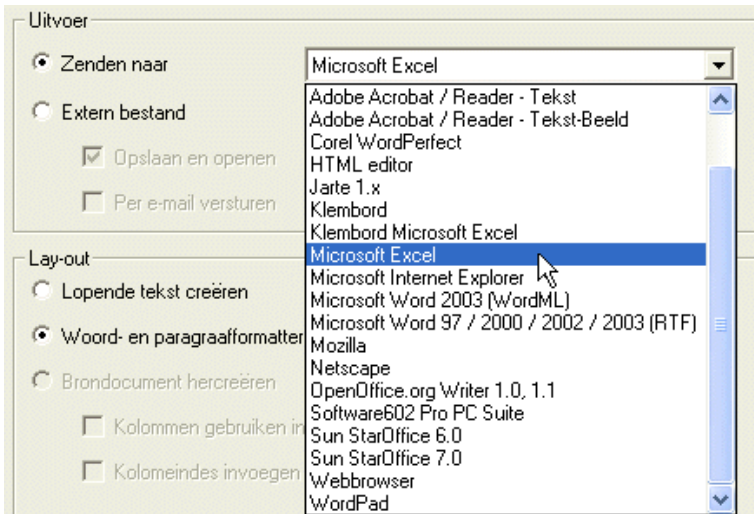 Uitvoer
Zenden naar
Microsoft Excel
Extern bestand
Opslaan en openen
Per e-mail versturen
Adobe Acrobat / Reader - Tekst
Adobe Acrobat / Reader - Tekst-Beeld
Corel WordPerfect
HTML editor
Jarte 1.x
Klembord
Klembord Microsoft Excel
Microsoft Excel
Microsoft Internet Explorer
Microsoft Word 2003 (WordML)
Microsoft Word 97 / 2000 / 2002 / 2003 (RTF)
Mozilla
Netscape
OpenOffice.org Writer 1.0, 1.1
Software602 Pro PC Suite
Sun StarOffice 6.0
Sun StarOffice 7.0
Webbrowser
WordPad
Lay-out
Lopende tekst creëren
Woord- en paragraafformatter
Brondocument hercreëren
Kolommen gebruiken in
Kolomeindes invoegen